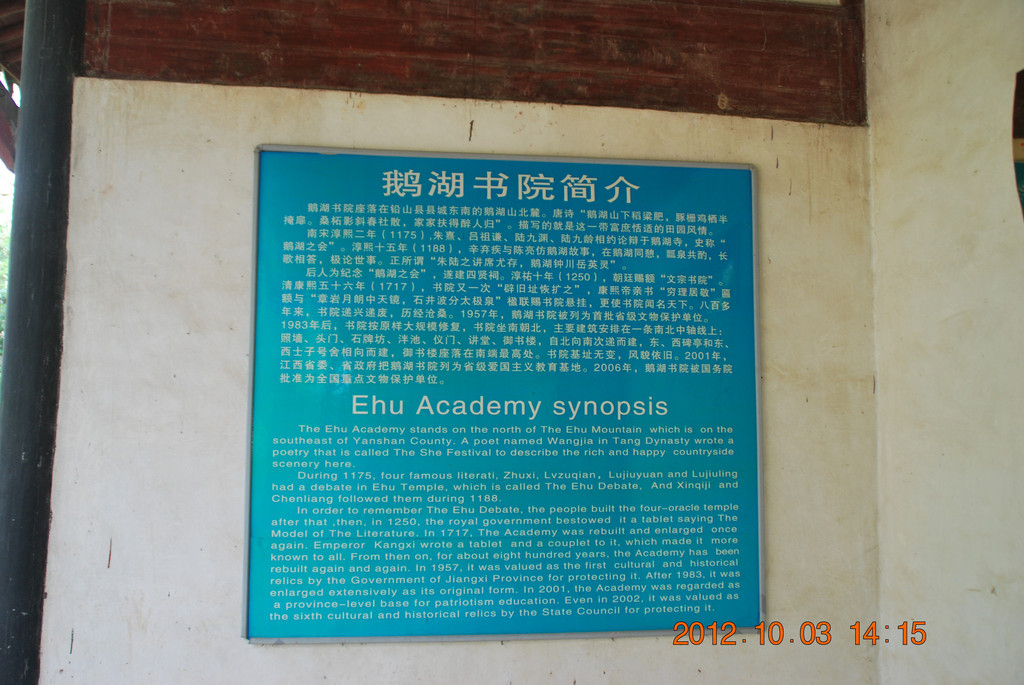 鹅湖书院简介
鹅湖书院座落在铅山县县城东南的鹅湖山北麓。唐诗“鹅湖山下稻粱肥，豚栅鸡栖半
掩扉。桑柘影斜春社散，家家扶得醉人归”。描写的就是这一带富庶恬适的田园风情。
南宋淳熙二年（1175）.朱熹、吕祖谦、陆九渊、陆九龄相约论辩于鹅湖寺，史称“
鹅湖之会”。淳熙十五年（1188），辛弃疾与陈亮仿鹅湖故事，在鹅湖同憩，瓢泉共酌，长
歌相答，极论世事。正所谓“朱陆之讲席尤存，鹅湖钟川岳英灵”。
后人为纪念“鹅湖之会”，遂建四贤祠。淳祐十年（1250），朝廷赐额“文宗书院”。
清康熙五十六年（1717），书院又一次“辟旧址恢扩之”，康熙帝亲书“穷理居敬”匾
额与“章岩月朗中天镜，石井波分太极泉”楹联赐书院悬挂，更使书院闻名天下。八百多
年来，书院递兴递废，历经沧桑。1957年，鹅湖书院被列为首批省级文物保护单位。
1983年后，书院按原样大规模修复，书院坐南朝北，主要建筑安排在一条南北中轴线上：
照墙、头门、石牌坊、泮池、仪门、讲堂、御书楼，自北向南次递而建，东、西碑亭和东、
西士子号舍相向而建，御书楼座落在南端最高处。书院基址无变，风貌依旧。2001年，
江西省委、省政府把鹅湖书院列为省级爱国主义教育基地。2006年，鹅湖书院被国务院
批准为全国重点文物保护单位。
Ehu Academy synopsis
The Ehu Academy stands on the north of The Ehu Mountain which is on the
southeast of Yanshan County. A poet named Wangjia in Tang Dynasty wrote a
poetry that is called The She Festival to describe the rich and happy countryside
scenery here.
During 1175, four famous literati, Zhuxi, Lvzuqian, Lujiuyuan and Lujiuling
had a debate in Ehu Temple, which is called The Ehu Debate, And Xinqiji and
Chenliang followed them during 1188.
In order to remember The Ehu Debate, the people built the four-oracle temple
after that ,then, in 1250, the royal government bestowed it a tablet saying The
Model of The Literature. In 1717, The Academy was rebuilt and enlarged once
again. Emperor Kangxi wrote a tablet and a couplet to it, which made it more
known to all. From then on, for about eight hundred years, the Academy has been
rebuilt again and again. In 1957, it was valued as the first cultural and historical
relics by the Government of Jiangxi Province for protecting it. After 1983, it was
enlarged extensively as its original form. In 2001, the Academy was regarded as
a province-level base for patriotism education. Even in 2002, it was valued as
the sixth cultural and historical relics by the State Council for protecting it.
2012.10.03 14:15